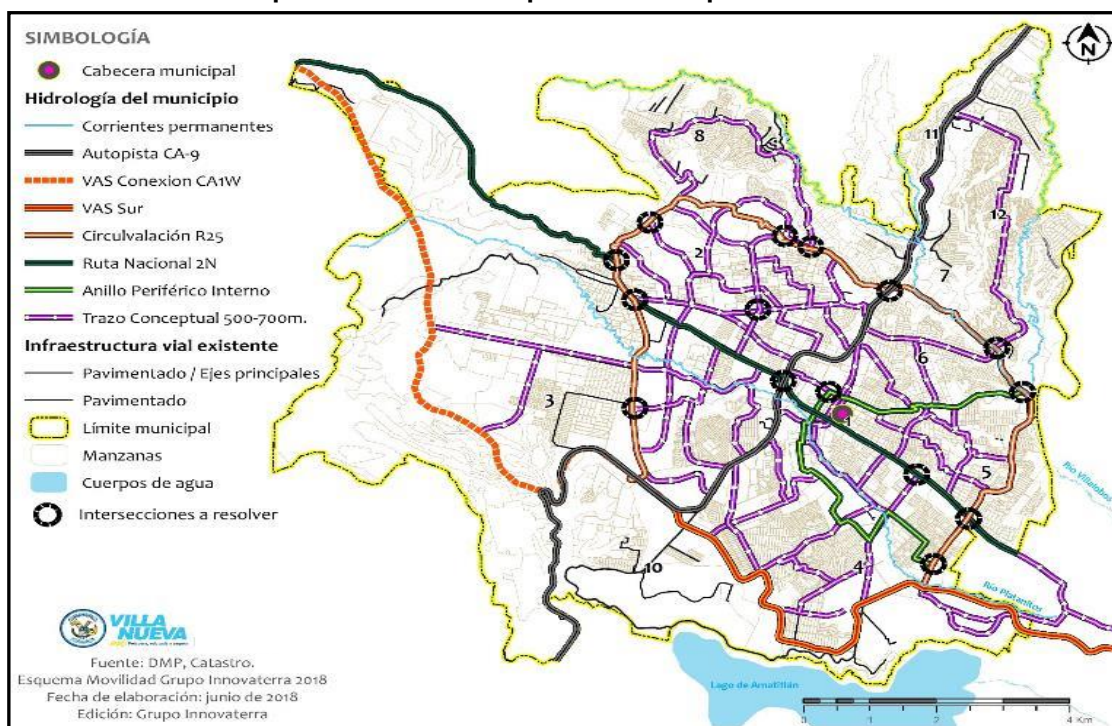 SIMBOLOGÍA
Cabecera municipal
Hidrología del municipio
Corrientes permanentes
Autopista CA-9
VAS Conexion CA1W
VAS Sur
Circulvalación R25
Ruta Nacional 2N
Anillo Periférico Interno
Trazo Conceptual 500-700m.
Infraestructura vial existente
Pavimentado / Ejes principales
Pavimentado
Límite municipal
Manzanas
Cuerpos de agua
Intersecciones a resolver
VILLA
NUEVA
Fuente: DMP, Catastro.
Esquema Movilidad Grupo Innovaterra 2018
Fecha de elaboración: junio de 2018
Edición: Grupo Innovaterra
N
8
11
12
2
7
6
3
1
5
4
10
Río Villalobos
Río Platanitos
Lago de Amatitlán
0 1 2 4 Km